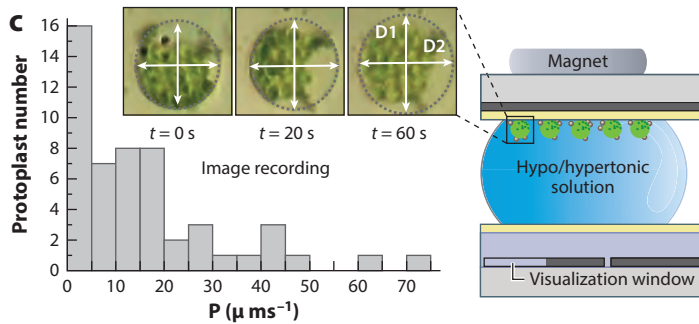 c
16
14
12
10
8
6
4
2
0
Protoplast number
0
10
20
30
40
50
60
70
P (μ ms⁻¹)
D1
D2
t = 0 s
t = 20 s
t = 60 s
Image recording
Magnet
Hypo/hypertonic
solution
Visualization window